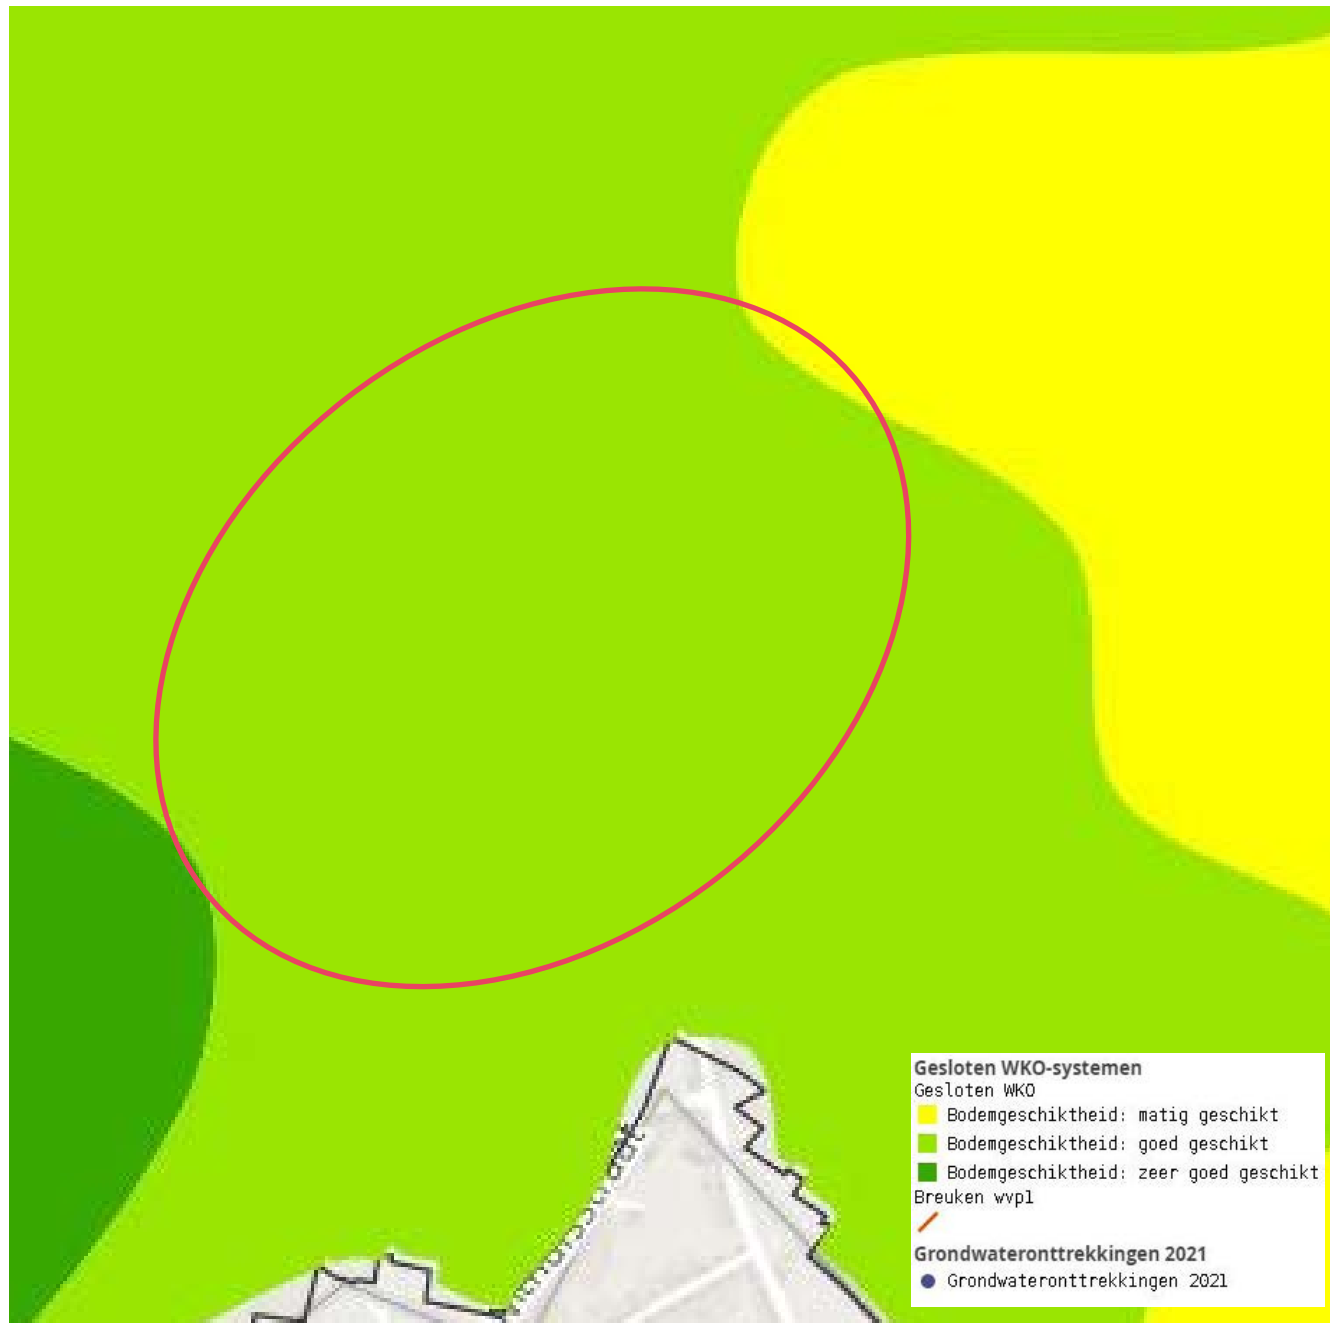 Gesloten WKO-systemen
Gesloten WKO
Bodemgeschiktheid: matig geschikt
Bodemgeschiktheid: goed geschikt
Bodemgeschiktheid: zeer goed geschikt
Breuken wvp1
Grondwateronttrekkingen 2021
Grondwateronttrekkingen 2021